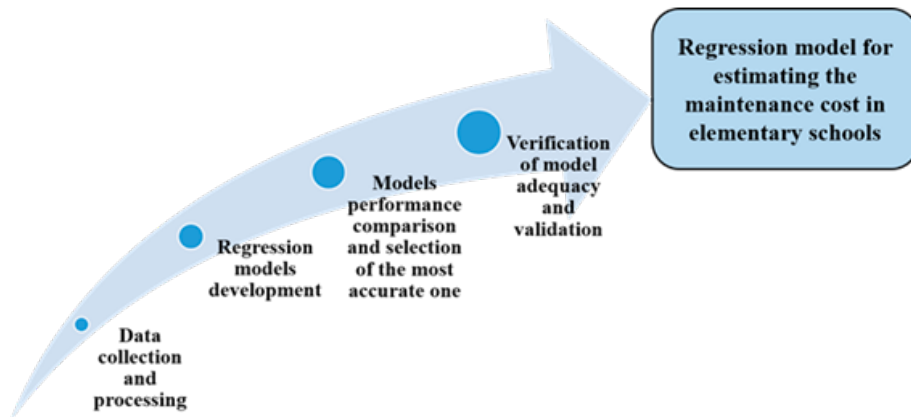 Data
collection
and
processing
Regression
models
development
Models
performance
comparison
and selection
of the most
accurate one
Verification
of model
adequacy
and
validation
Regression model for
estimating the
maintenance cost in
elementary schools